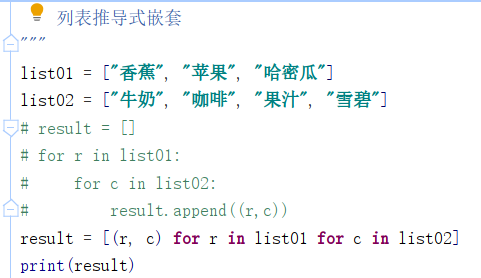 列表推导式嵌套
"""
list01 = ["香蕉", "苹果", "哈密瓜"]
list02 = ["牛奶", "咖啡", "果汁", "雪碧"]
# result = []
# for r in list01:
#     for c in list02:
#         result.append((r,c))
result = [(r, c) for r in list01 for c in list02]
print(result)